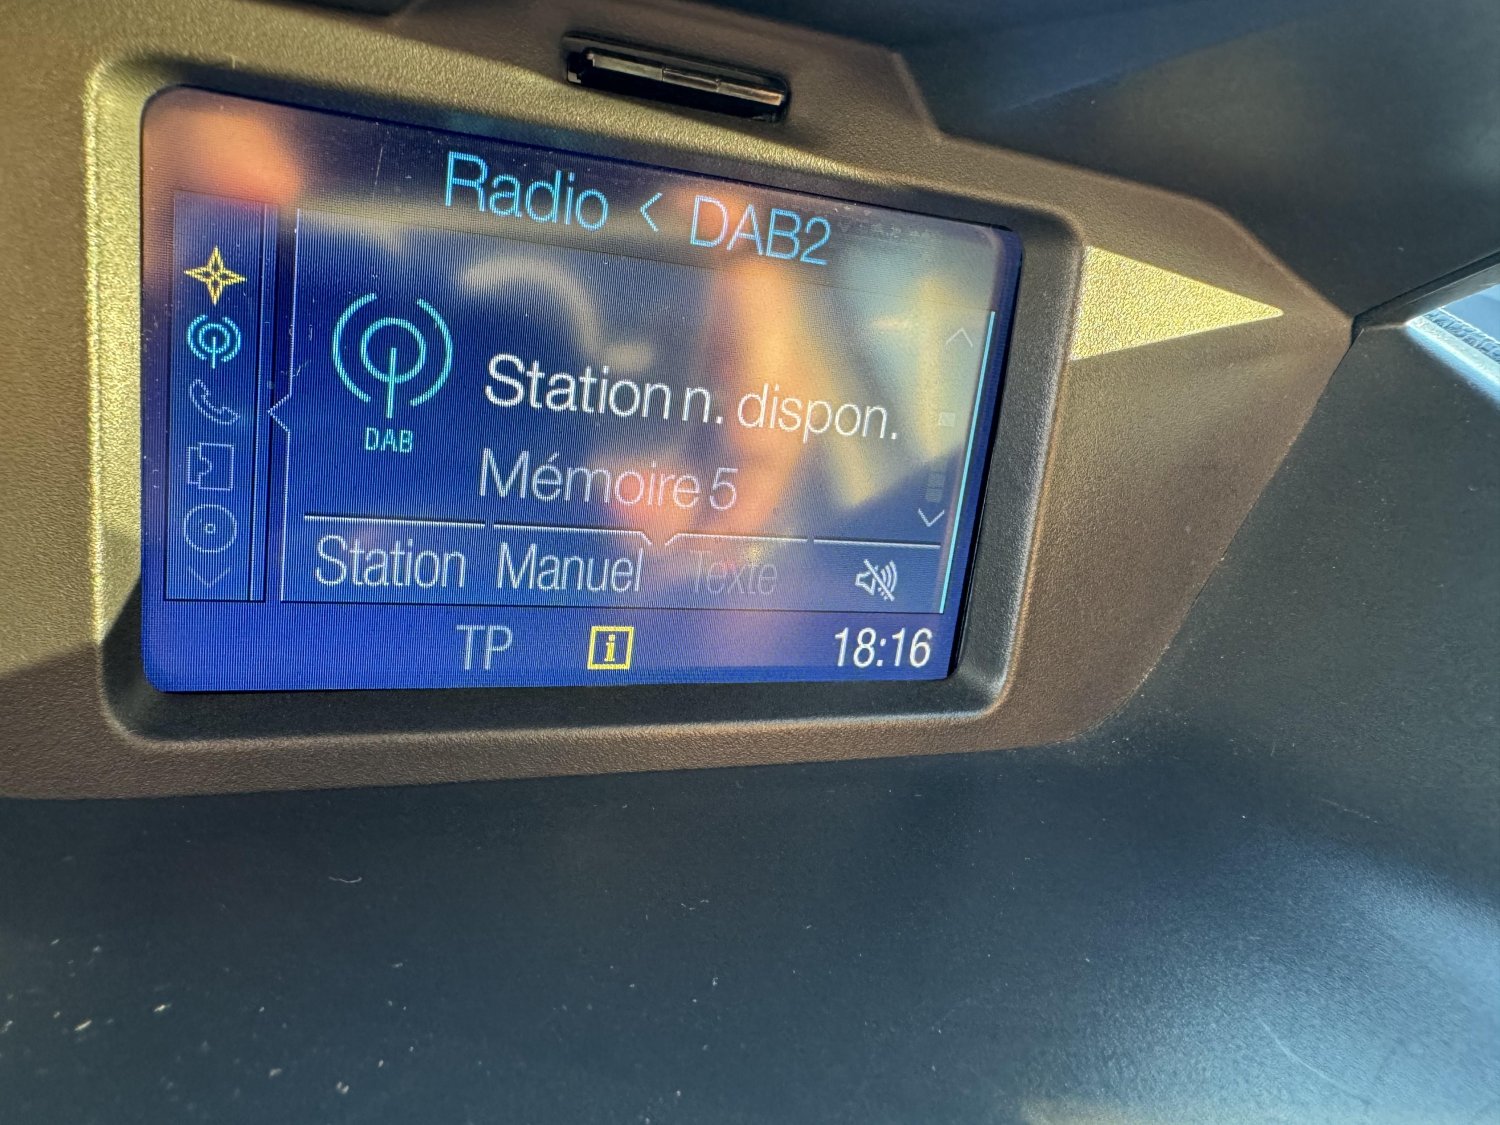 Radio < DAB2
DAB
Station n. dispon.
Mémoire 5
Station Manuel Texte
TP i 18:16